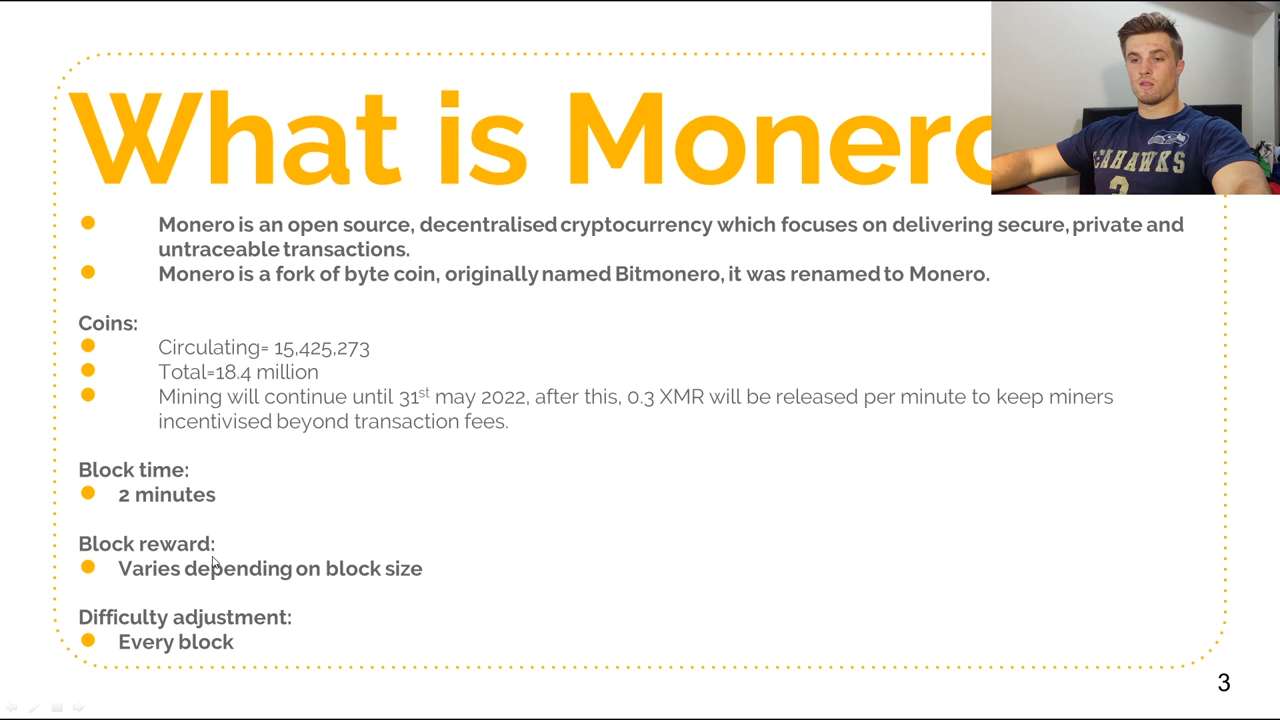 What is Monero
Monero is an open source, decentralised cryptocurrency which focuses on delivering secure, private and
untraceable transactions.
Monero is a fork of byte coin, originally named Bitmonero, it was renamed to Monero.
Coins:
Circulating= 15,425,273
Total=18.4 million
Mining will continue until 31st may 2022, after this, 0.3 XMR will be released per minute to keep miners
incentivised beyond transaction fees.
Block time:
2 minutes
Block reward:
Varies depending on block size
Difficulty adjustment:
Every block
3
EAHAWKS